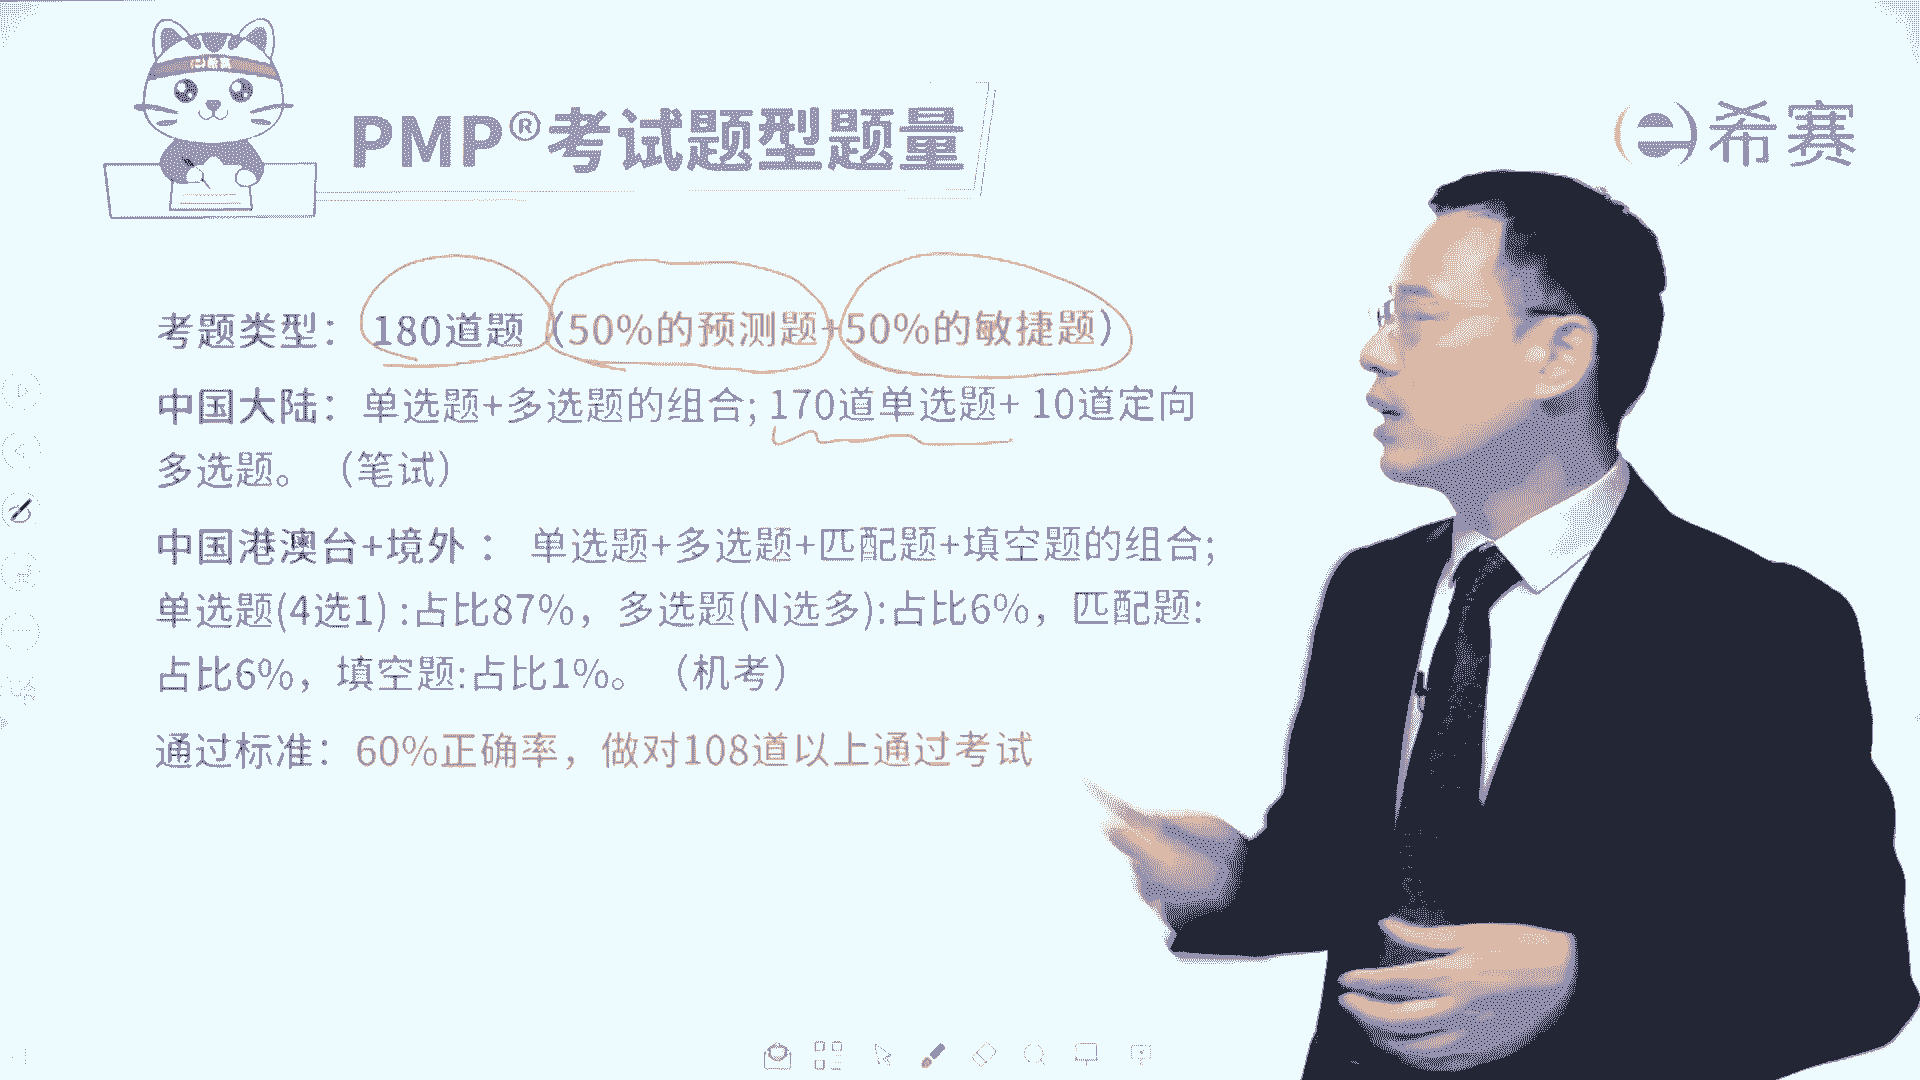 希赛
PMP®考试题型题量
希赛
考题类型：180道题（50%的预测题+50%的敏捷题）
中国大陆：单选题+多选题的组合; 170道单选题+ 10道定向
多选题。（笔试）
中国港澳台+境外 ： 单选题+多选题+匹配题+填空题的组合;
单选题(4选1) :占比87%，多选题(N选多):占比6%，匹配题:
占比6%，填空题:占比1%。（机考）
通过标准：60%正确率，做对108道以上通过考试